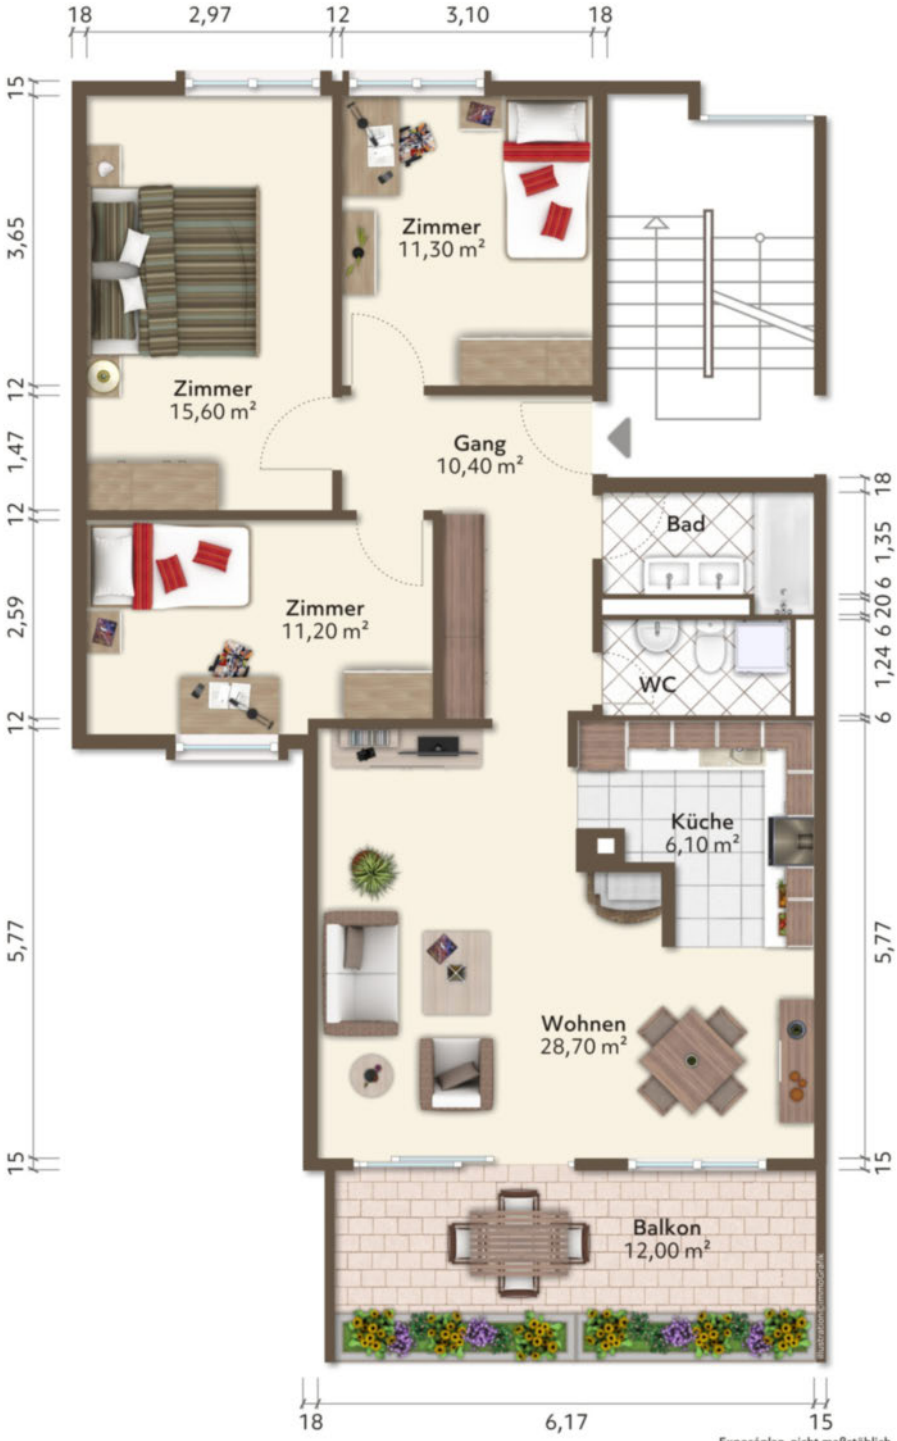 18
2,97
12
3,10
18
15
3,65
12
1,47
12
2,59
12
5,77
15
Zimmer
11,30 m²
Zimmer
15,60 m²
Gang
10,40 m²
Bad
Zimmer
11,20 m²
WC
Küche
6,10 m²
Wohnen
28,70 m²
Balkon
12,00 m²
18
1,35
6
20
6
1,24
6
5,77
15
18
6,17
15